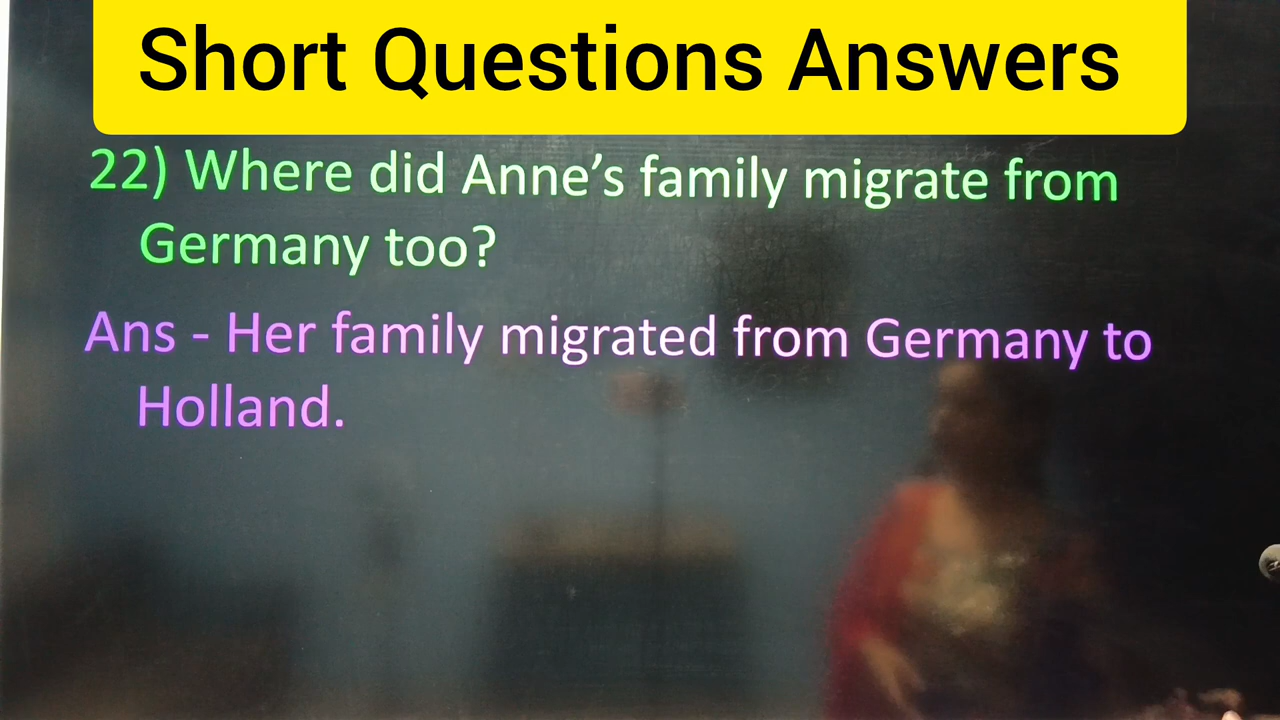 Short Questions Answers
22) Where did Anne's family migrate from
Germany too?
Ans - Her family migrated from Germany to
Holland.